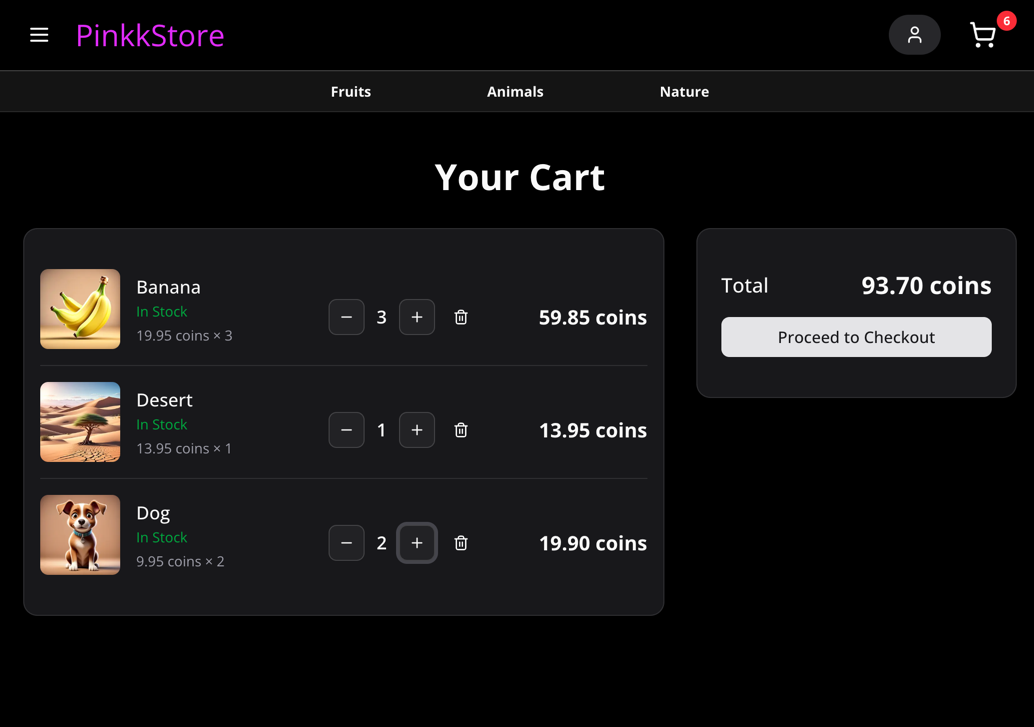 PinkkStore
6
Fruits Animals Nature
Your Cart
Banana
In Stock
19.95 coins × 3
3
59.85 coins
Desert
In Stock
13.95 coins × 1
1
13.95 coins
Dog
In Stock
9.95 coins × 2
2
19.90 coins
Total 93.70 coins
Proceed to Checkout